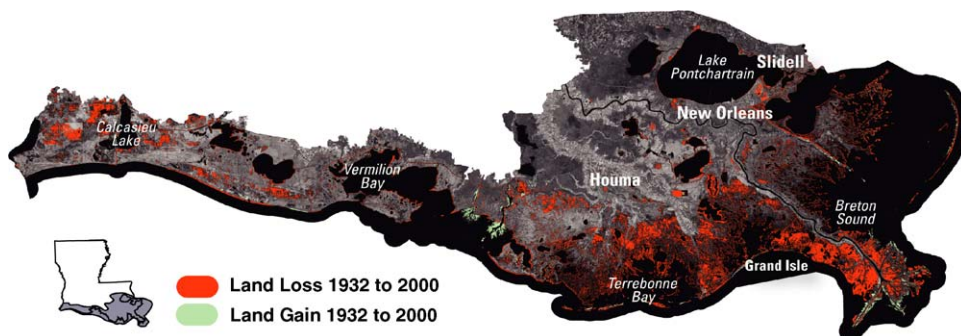 Lake
Pontchartrain
Slidell
New Orleans
Calcasieu
Lake
Vermilion
Bay
Houma
Breton
Sound
Grand Isle
Terrebonne
Bay
Land Loss 1932 to 2000
Land Gain 1932 to 2000